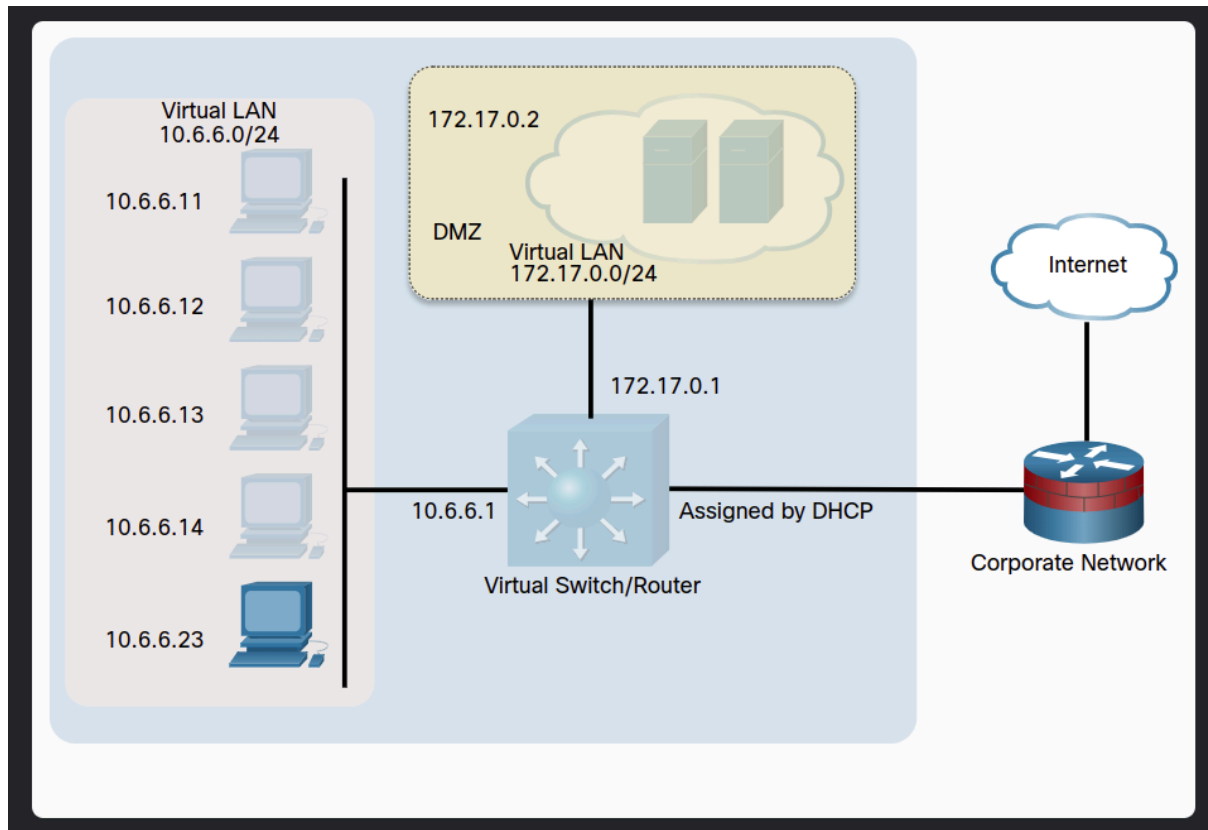 Virtual LAN
10.6.6.0/24
10.6.6.11
10.6.6.12
10.6.6.13
10.6.6.14
10.6.6.23
172.17.0.2
DMZ
Virtual LAN
172.17.0.0/24
172.17.0.1
10.6.6.1
Assigned by DHCP
Virtual Switch/Router
Internet
Corporate Network